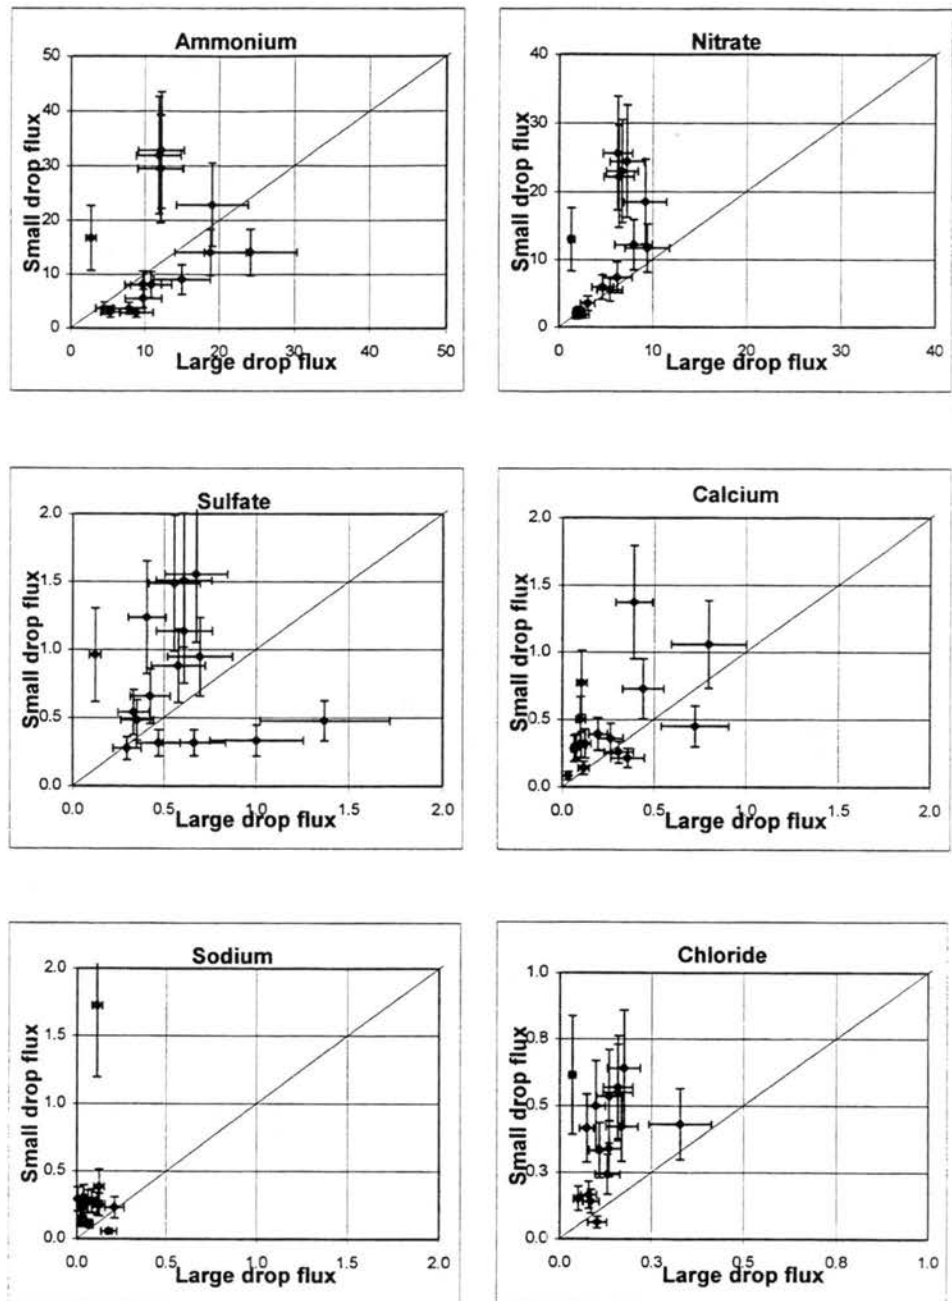 Ammonium
50
40
30
20
10
0
0 10 20 30 40 50
Small drop flux
Large drop flux
Nitrate
40
30
20
10
0
0 10 20 30 40
Small drop flux
Large drop flux
Sulfate
2.0
1.5
1.0
0.5
0.0
0.0 0.5 1.0 1.5 2.0
Small drop flux
Large drop flux
Calcium
2.0
1.5
1.0
0.5
0.0
0.0 0.5 1.0 1.5 2.0
Small drop flux
Large drop flux
Sodium
2.0
1.5
1.0
0.5
0.0
0.0 0.5 1.0 1.5 2.0
Small drop flux
Large drop flux
Chloride
1.0
0.8
0.5
0.3
0.0
0.0 0.3 0.5 0.8 1.0
Small drop flux
Large drop flux